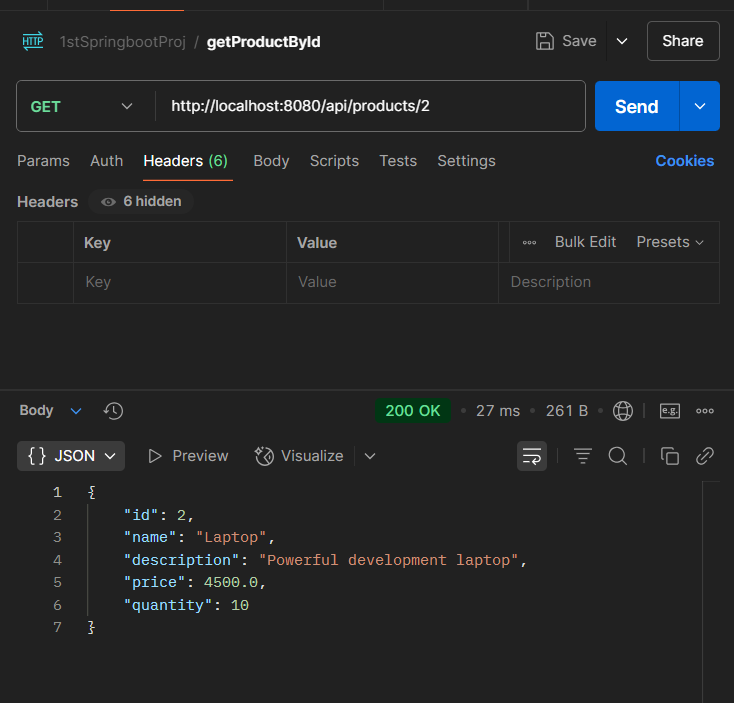 HTTP 1stSpringbootProj / getProductById Save Share
GET http://localhost:8080/api/products/2 Send
Params Auth Headers (6) Body Scripts Tests Settings Cookies
Headers 6 hidden
Key Value Bulk Edit Presets
Key Value Description
Body 200 OK • 27 ms • 261 B • e.g.
{} JSON Preview Visualize
1 {
2 "id": 2,
3 "name": "Laptop",
4 "description": "Powerful development laptop",
5 "price": 4500.0,
6 "quantity": 10
7 }